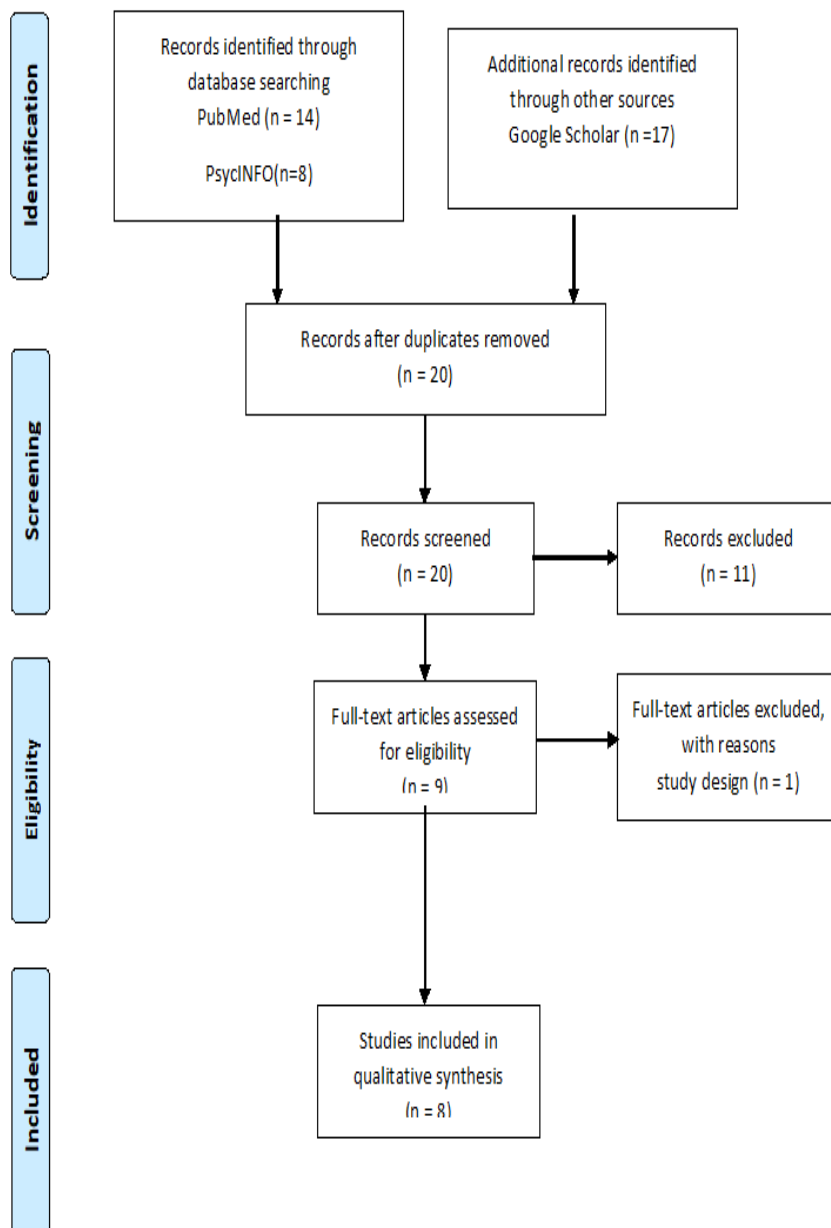 Identification
Records identified through
database searching
PubMed (n = 14)
PsycINFO(n=8)
Additional records identified
through other sources
Google Scholar (n =17)
Records after duplicates removed
(n = 20)
Screening
Records screened
(n = 20)
Records excluded
(n = 11)
Eligibility
Full-text articles assessed
for eligibility
(n = 9)
Full-text articles excluded,
with reasons
study design (n = 1)
Included
Studies included in
qualitative synthesis
(n = 8)